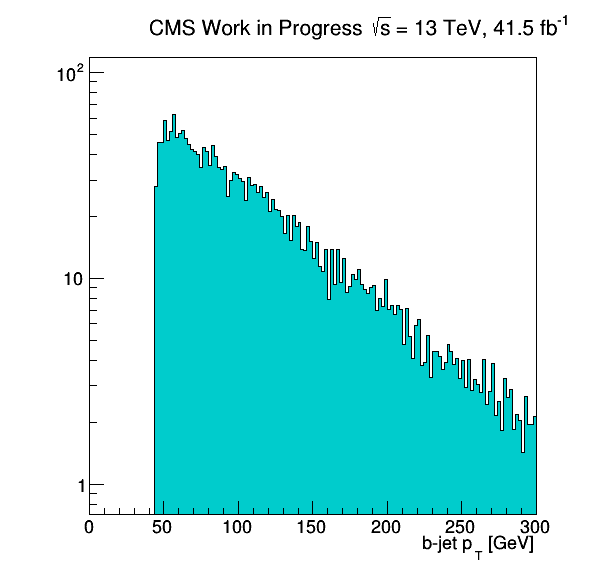 CMS Work in Progress √s = 13 TeV, 41.5 fb⁻¹
10²
10
1
0 50 100 150 200 250 300
b-jet p_T [GeV]